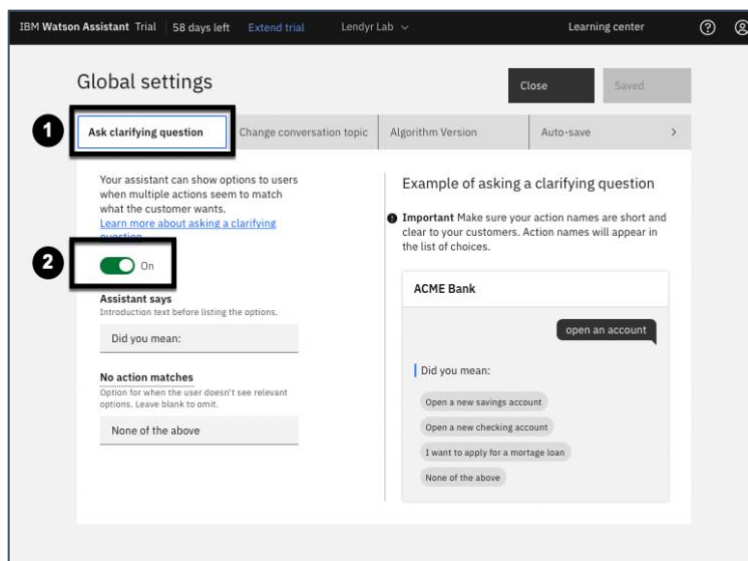 IBM Watson Assistant Trial 58 days left Extend trial Lendyr Lab Learning center
Global settings
Close
Saved
1
Ask clarifying question
Change conversation topic
Algorithm Version
Auto-save
Your assistant can show options to users
when multiple actions seem to match
what the customer wants.
Learn more about asking a clarifying
question
2
On
Assistant says
Introduction text before listing the options.
Did you mean:
No action matches
Option for when the user doesn't see relevant
options. Leave blank to omit.
None of the above
Example of asking a clarifying question
Important Make sure your action names are short and
clear to your customers. Action names will appear in
the list of choices.
ACME Bank
open an account
Did you mean:
Open a new savings account
Open a new checking account
I want to apply for a mortage loan
None of the above